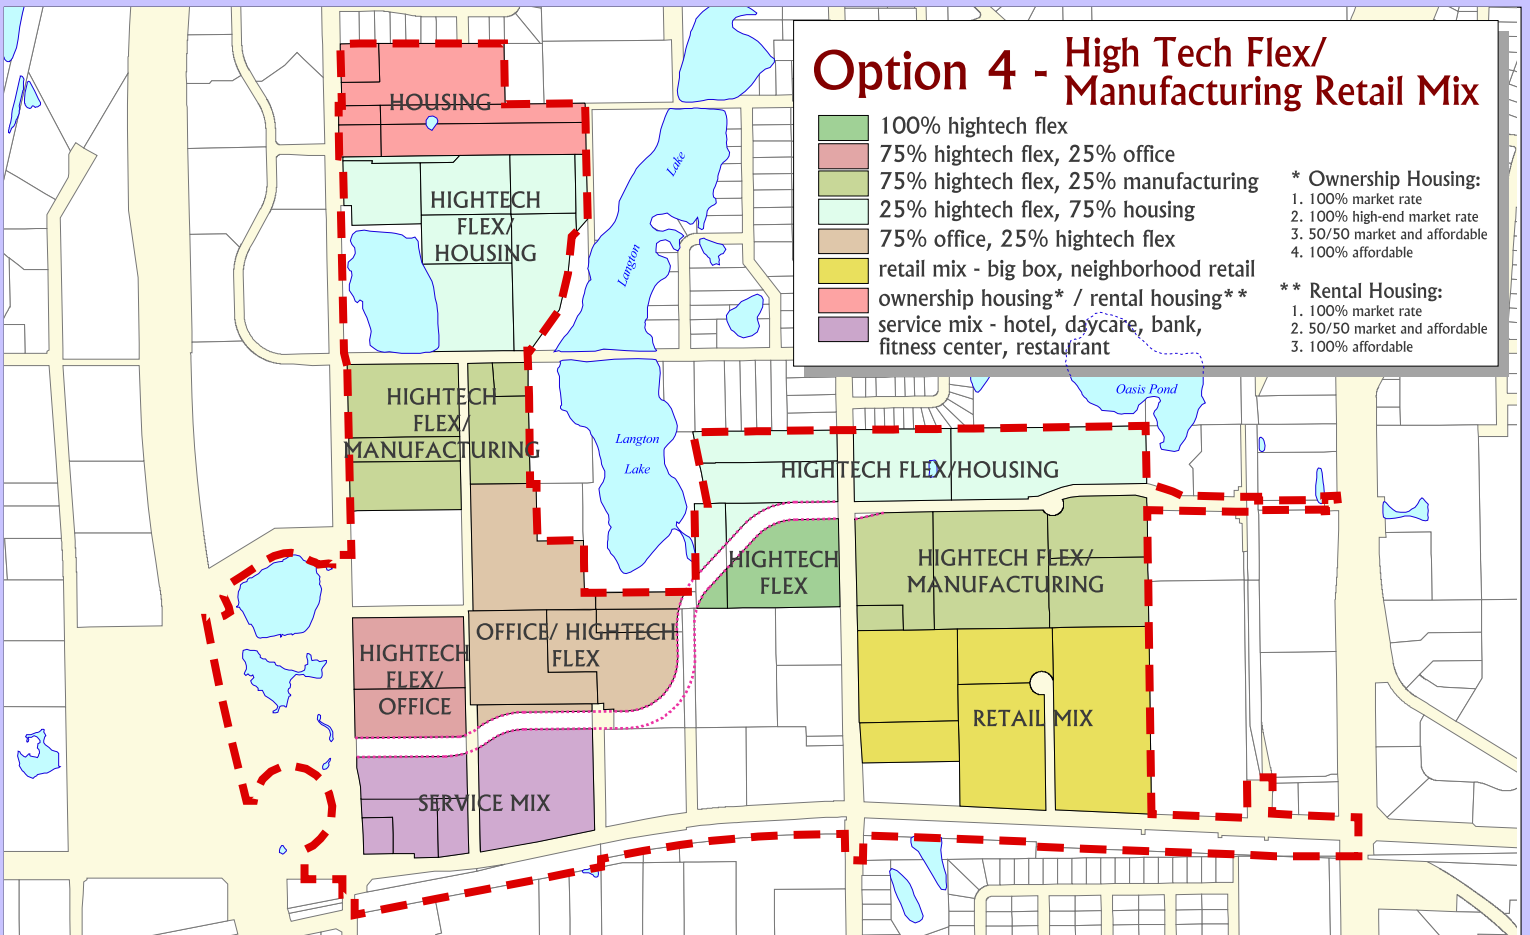 Option 4 - High Tech Flex/
Manufacturing Retail Mix
100% hightech flex
75% hightech flex, 25% office
75% hightech flex, 25% manufacturing
25% hightech flex, 75% housing
75% office, 25% hightech flex
retail mix - big box, neighborhood retail
ownership housing* / rental housing**
service mix - hotel, daycare, bank,
fitness center, restaurant
* Ownership Housing:
1. 100% market rate
2. 100% high-end market rate
3. 50/50 market and affordable
4. 100% affordable
** Rental Housing:
1. 100% market rate
2. 50/50 market and affordable
3. 100% affordable
HOUSING
HIGHTECH
FLEX/
HOUSING
Lake
Langton
HIGHTECH
FLEX/
MANUFACTURING
Langton
Lake
Oasis Pond
HIGHTECH FLEX/HOUSING
HIGHTECH
FLEX
HIGHTECH FLEX/
MANUFACTURING
OFFICE/ HIGHTECH
FLEX
HIGHTECH
FLEX/
OFFICE
RETAIL MIX
SERVICE MIX